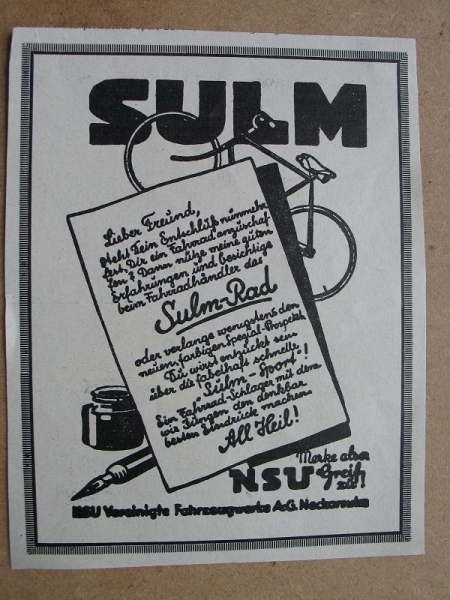 SULM
Lieber Freund,
steht Dein Entschluß nunmehr
fest, Dir ein Fahrrad anzuschaf-
fen? Dann nütze meine guten
Erfahrungen und besichtige
beim Fahrradhändler das
Sulm-Rad
oder verlange wenigstens den
neuen farbigen Spezial-Prospekt.
Du wirst entzückt sein
über die fabelhaft schneid
"Sulm-Sport"!
Ein Fahrrad-Schlager mit dem
wir Jungen den denkbar
besten Eindruck machen.
All Heil!
Merke aber
NSU Greif
zu!
NSU Vereinigte Fahrzeugwerke A.G. Neckarsulm